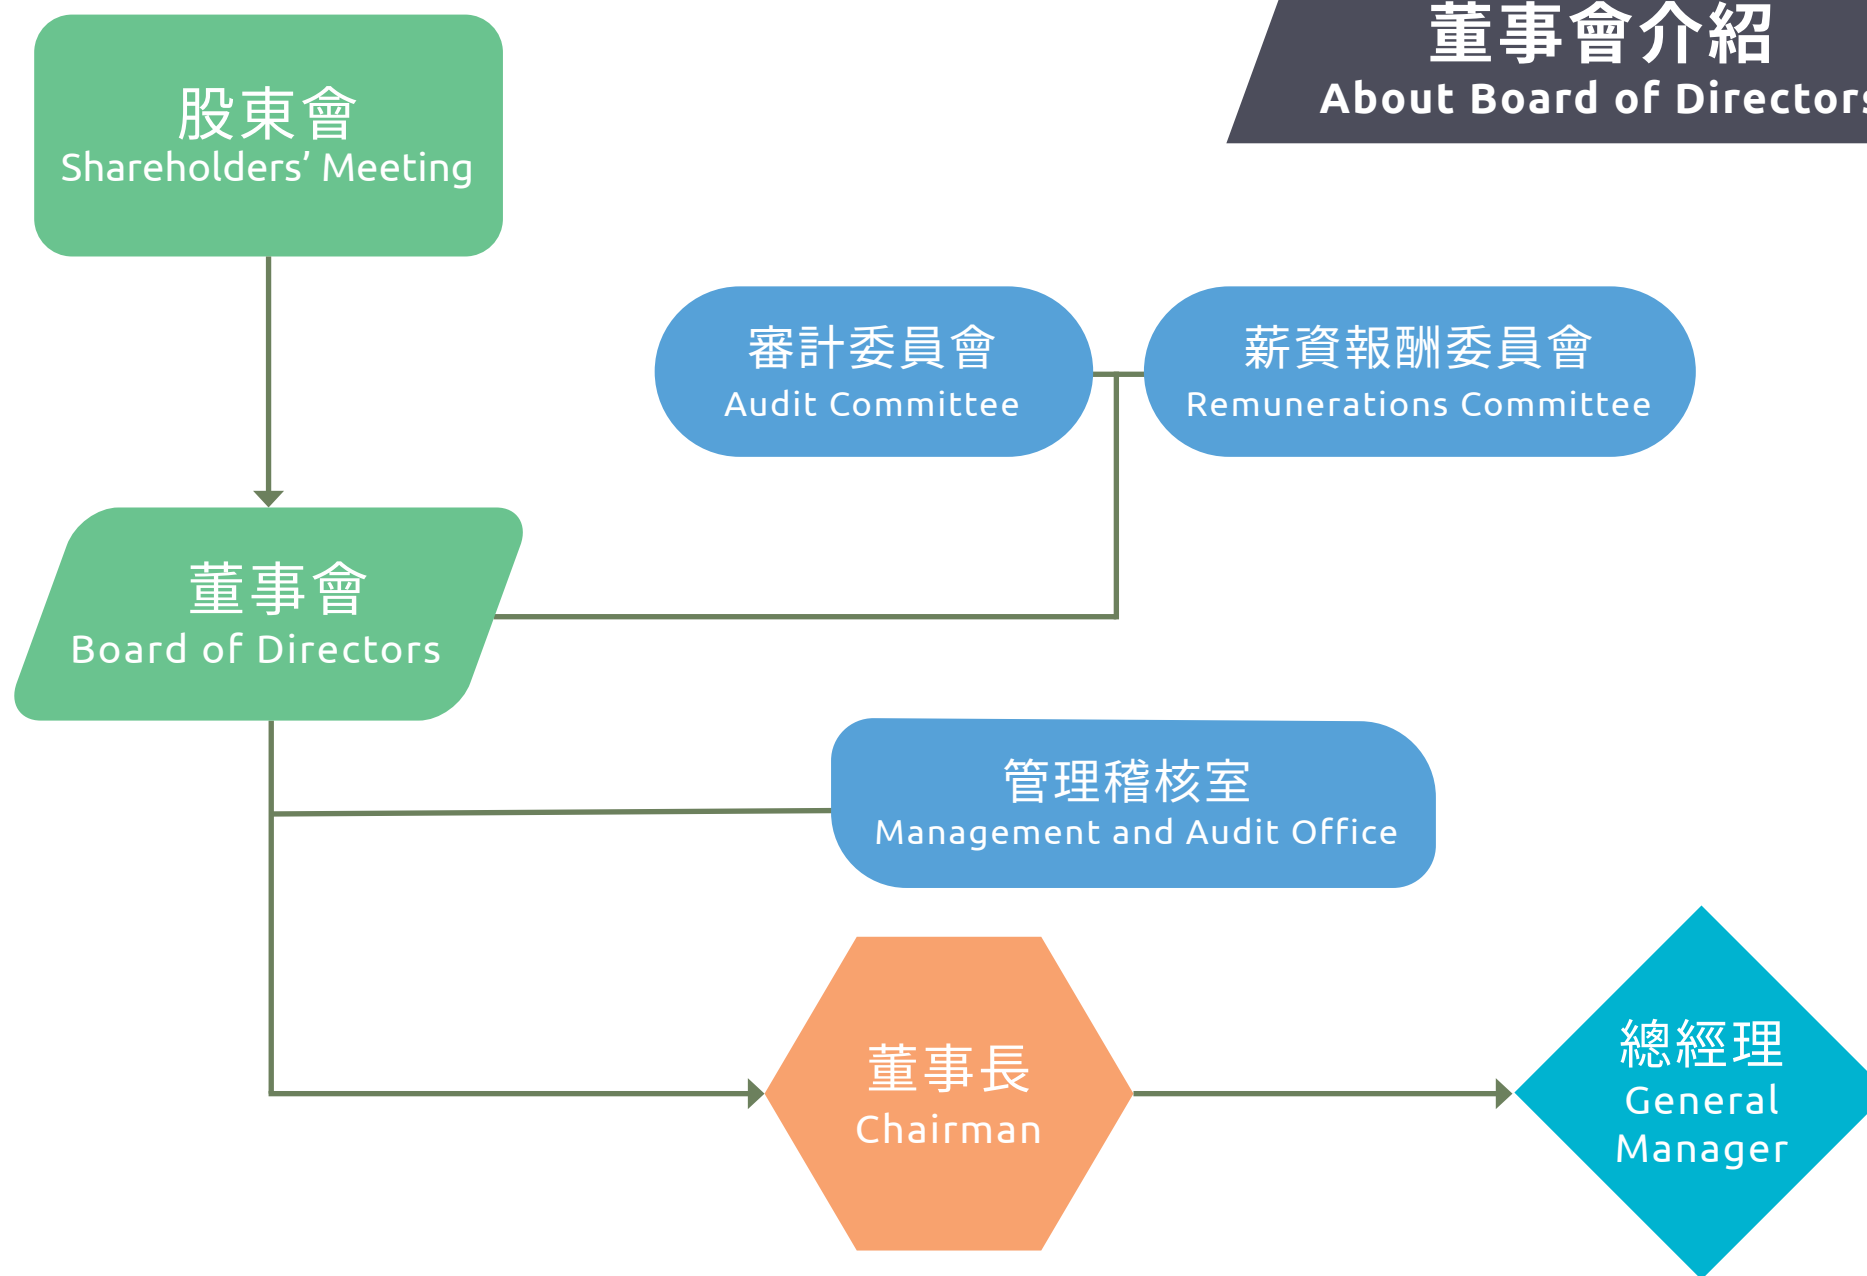 董事會介紹
About Board of Directors
股東會
Shareholders’ Meeting
審計委員會
Audit Committee
薪資報酬委員會
Remunerations Committee
董事會
Board of Directors
管理稽核室
Management and Audit Office
董事長
Chairman
總經理
General
Manager